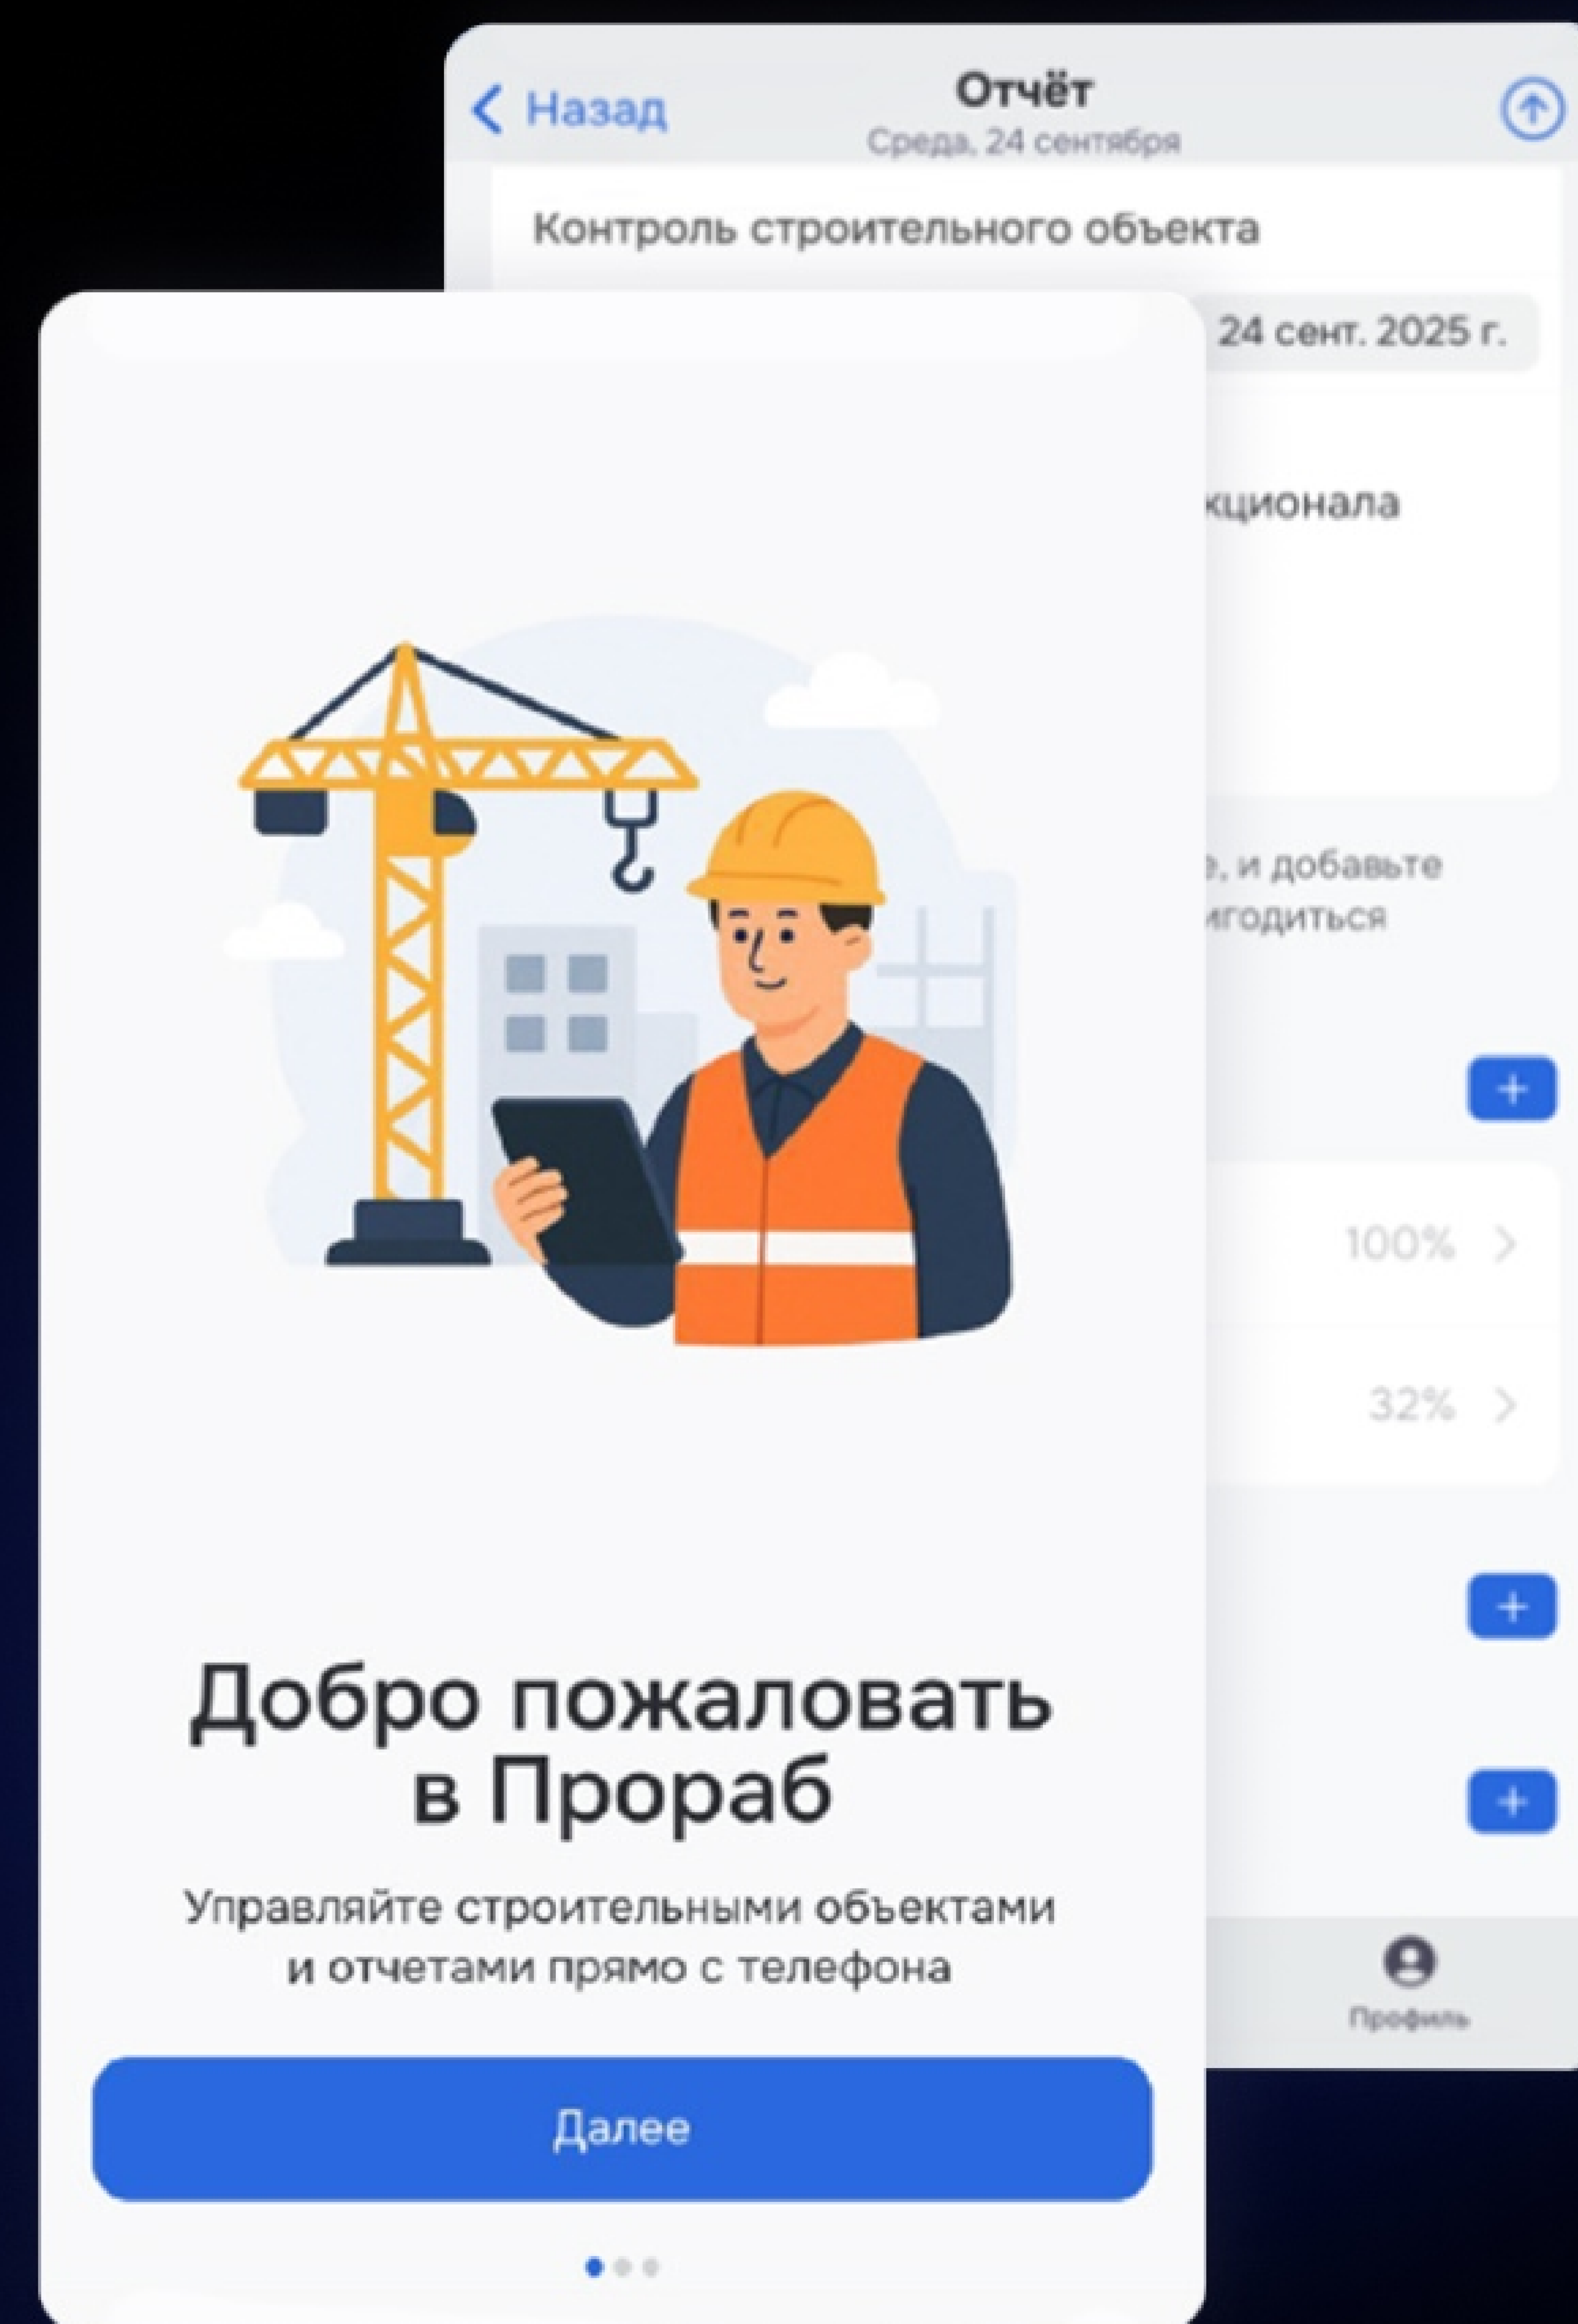 Назад
Отчёт
Среда, 24 сентября
Контроль строительного объекта
24 сент. 2025 г.
кционала
е, и добавьте
игодиться
100%
32%
Добро пожаловать
в Прораб
Управляйте строительными объектами
и отчетами прямо с телефона
Далее
Профиль